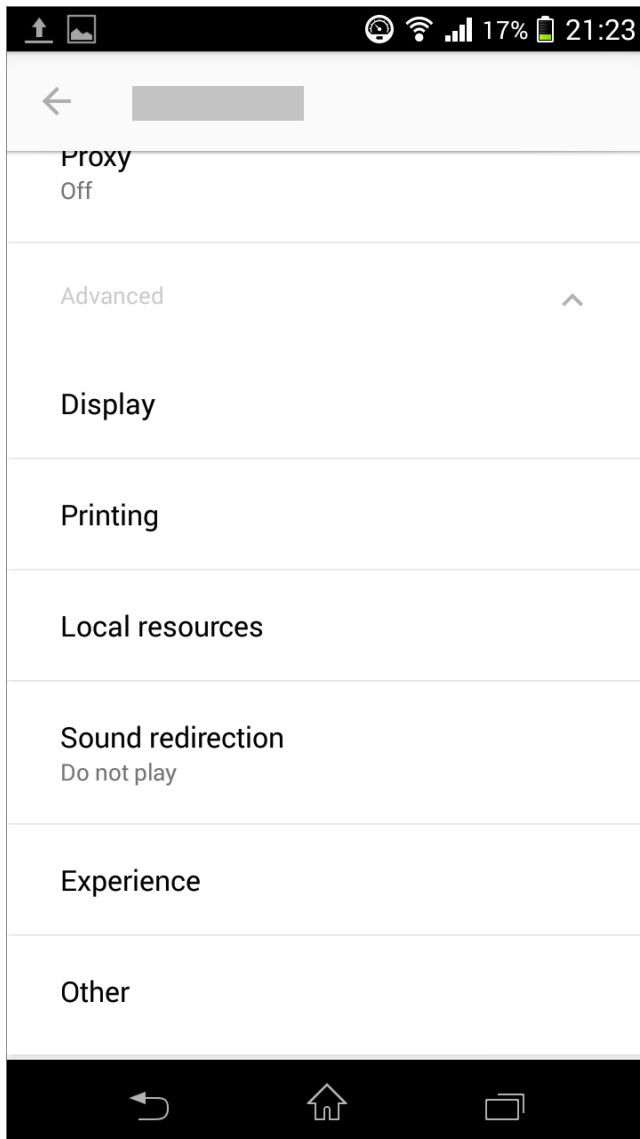 17% 21:23
Proxy
Off
Advanced
Display
Printing
Local resources
Sound redirection
Do not play
Experience
Other